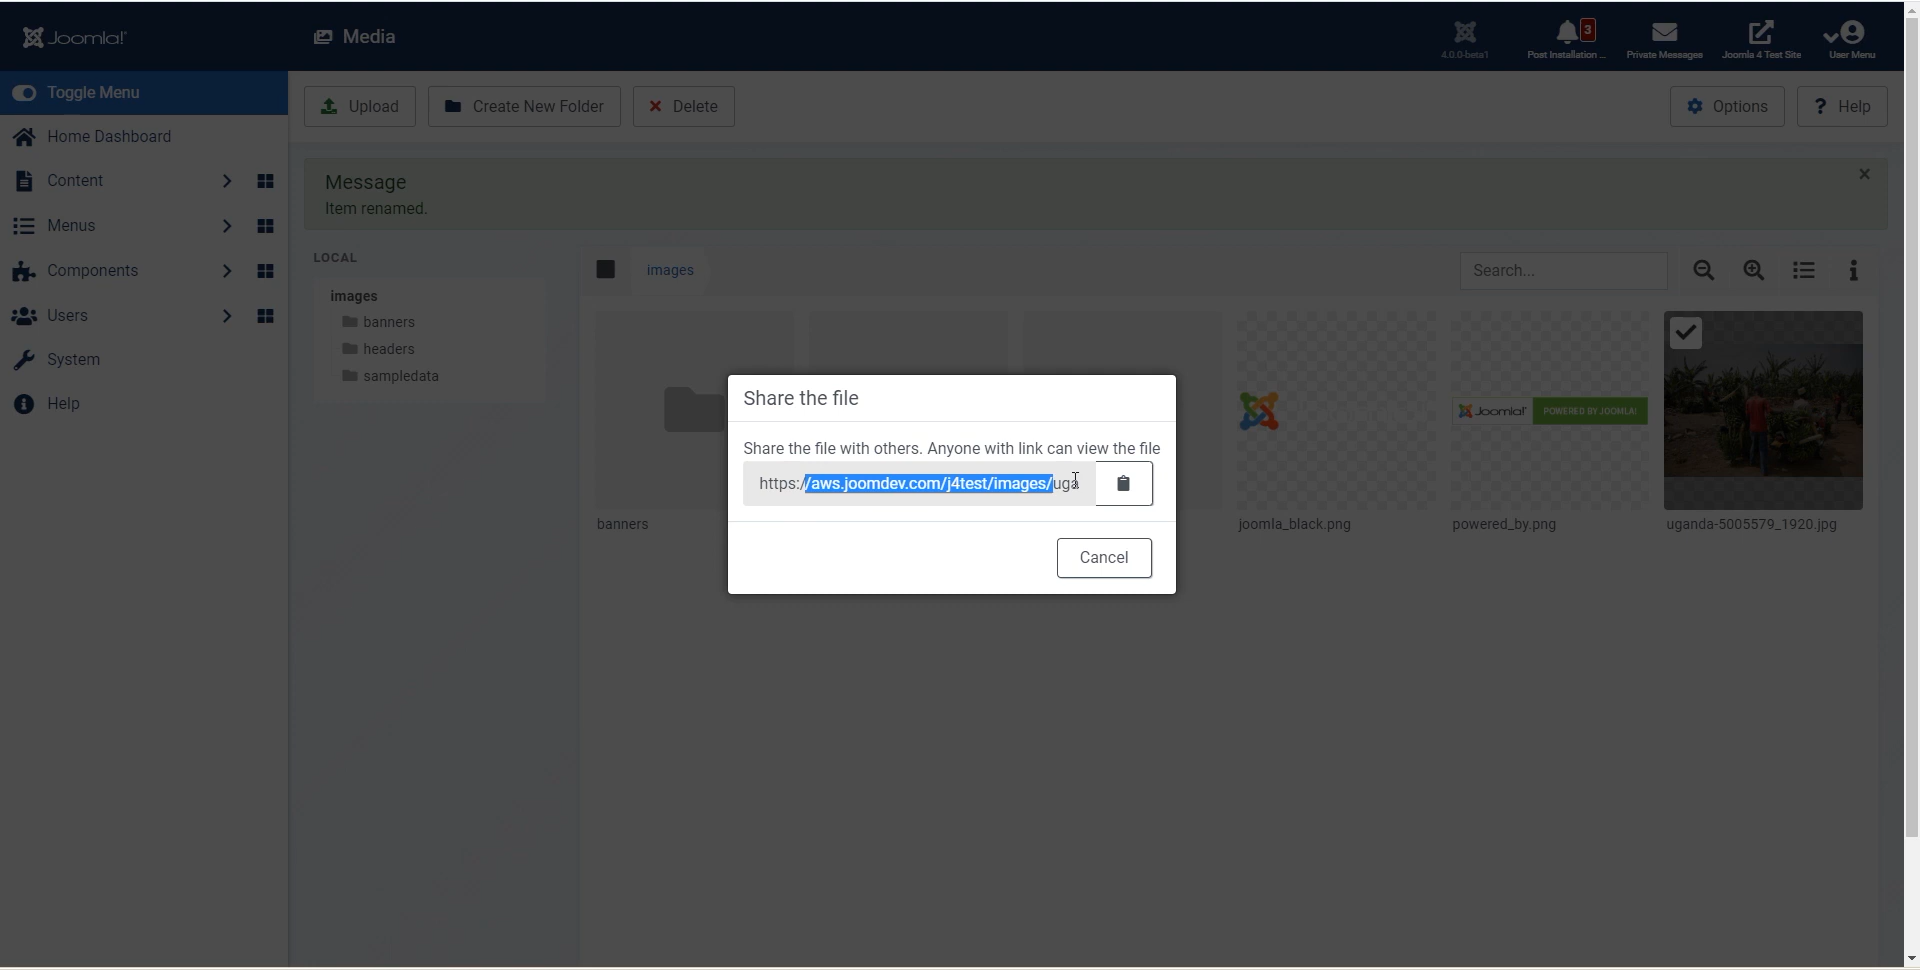 Joomla!
Media
4.0.0-beta1
3
Post Installation ...
Private Messages
Joomla 4 Test Site
User Menu
Toggle Menu
Home Dashboard
Content
Menus
Components
Users
System
Help
Upload
Create New Folder
Delete
Options
Help
Message
Item renamed.
LOCAL
images
banners
headers
sampledata
images
Search...
Share the file
Share the file with others. Anyone with link can view the file
https://aws.joomdev.com/j4test/images/uga
Cancel
banners
joomla_black.png
Joomla!
POWERED BY JOOMLA!
powered_by.png
uganda-5005579_1920.jpg